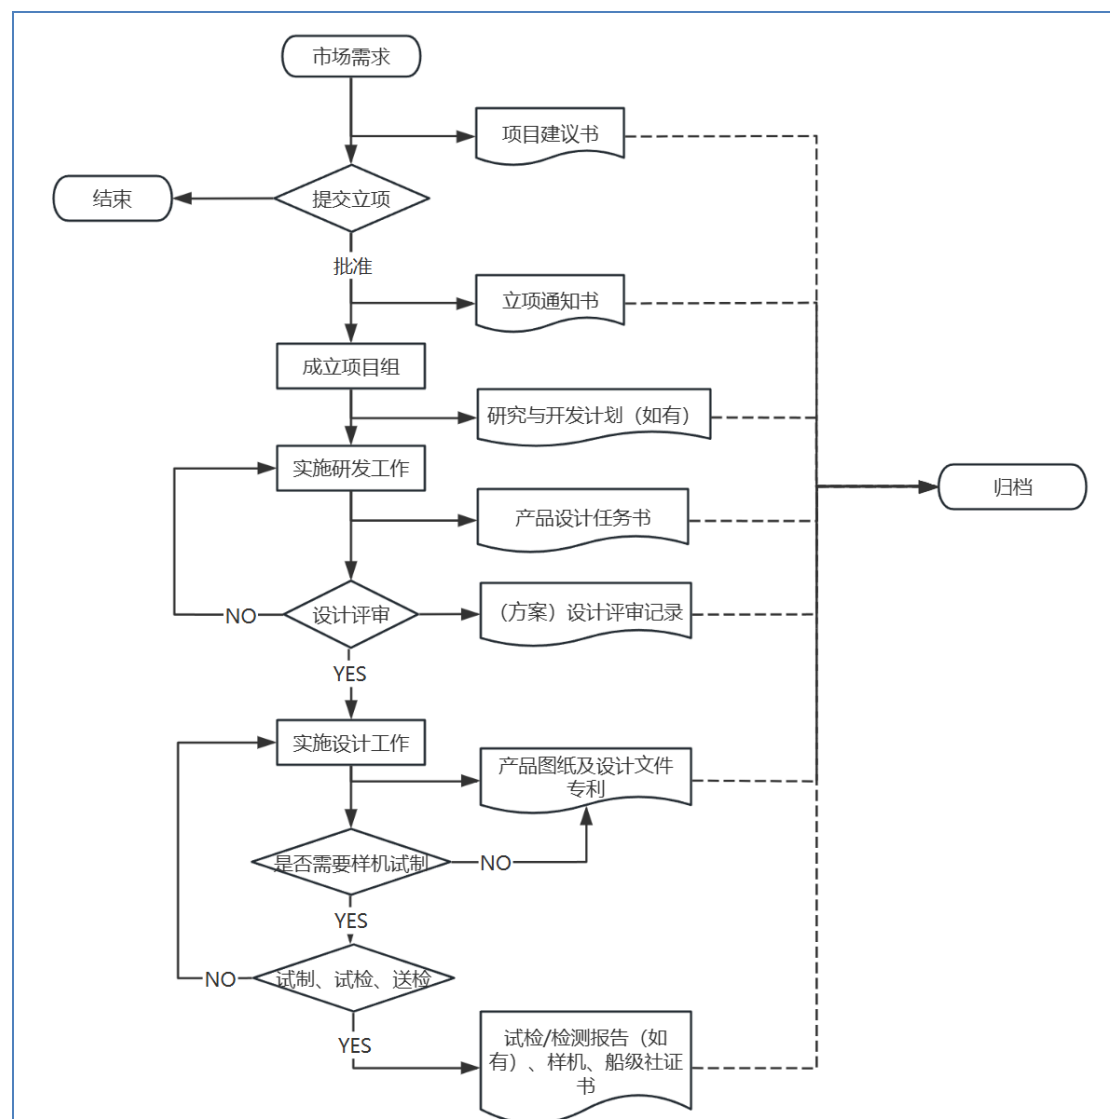 市场需求
项目建议书
结束
提交立项
批准
立项通知书
成立项目组
研究与开发计划（如有）
实施研发工作
归档
产品设计任务书
NO
设计评审
（方案）设计评审记录
YES
实施设计工作
产品图纸及设计文件
专利
是否需要样机试制
NO
YES
NO
试制、试检、送检
YES
试检/检测报告（如
有）、样机、船级社证
书